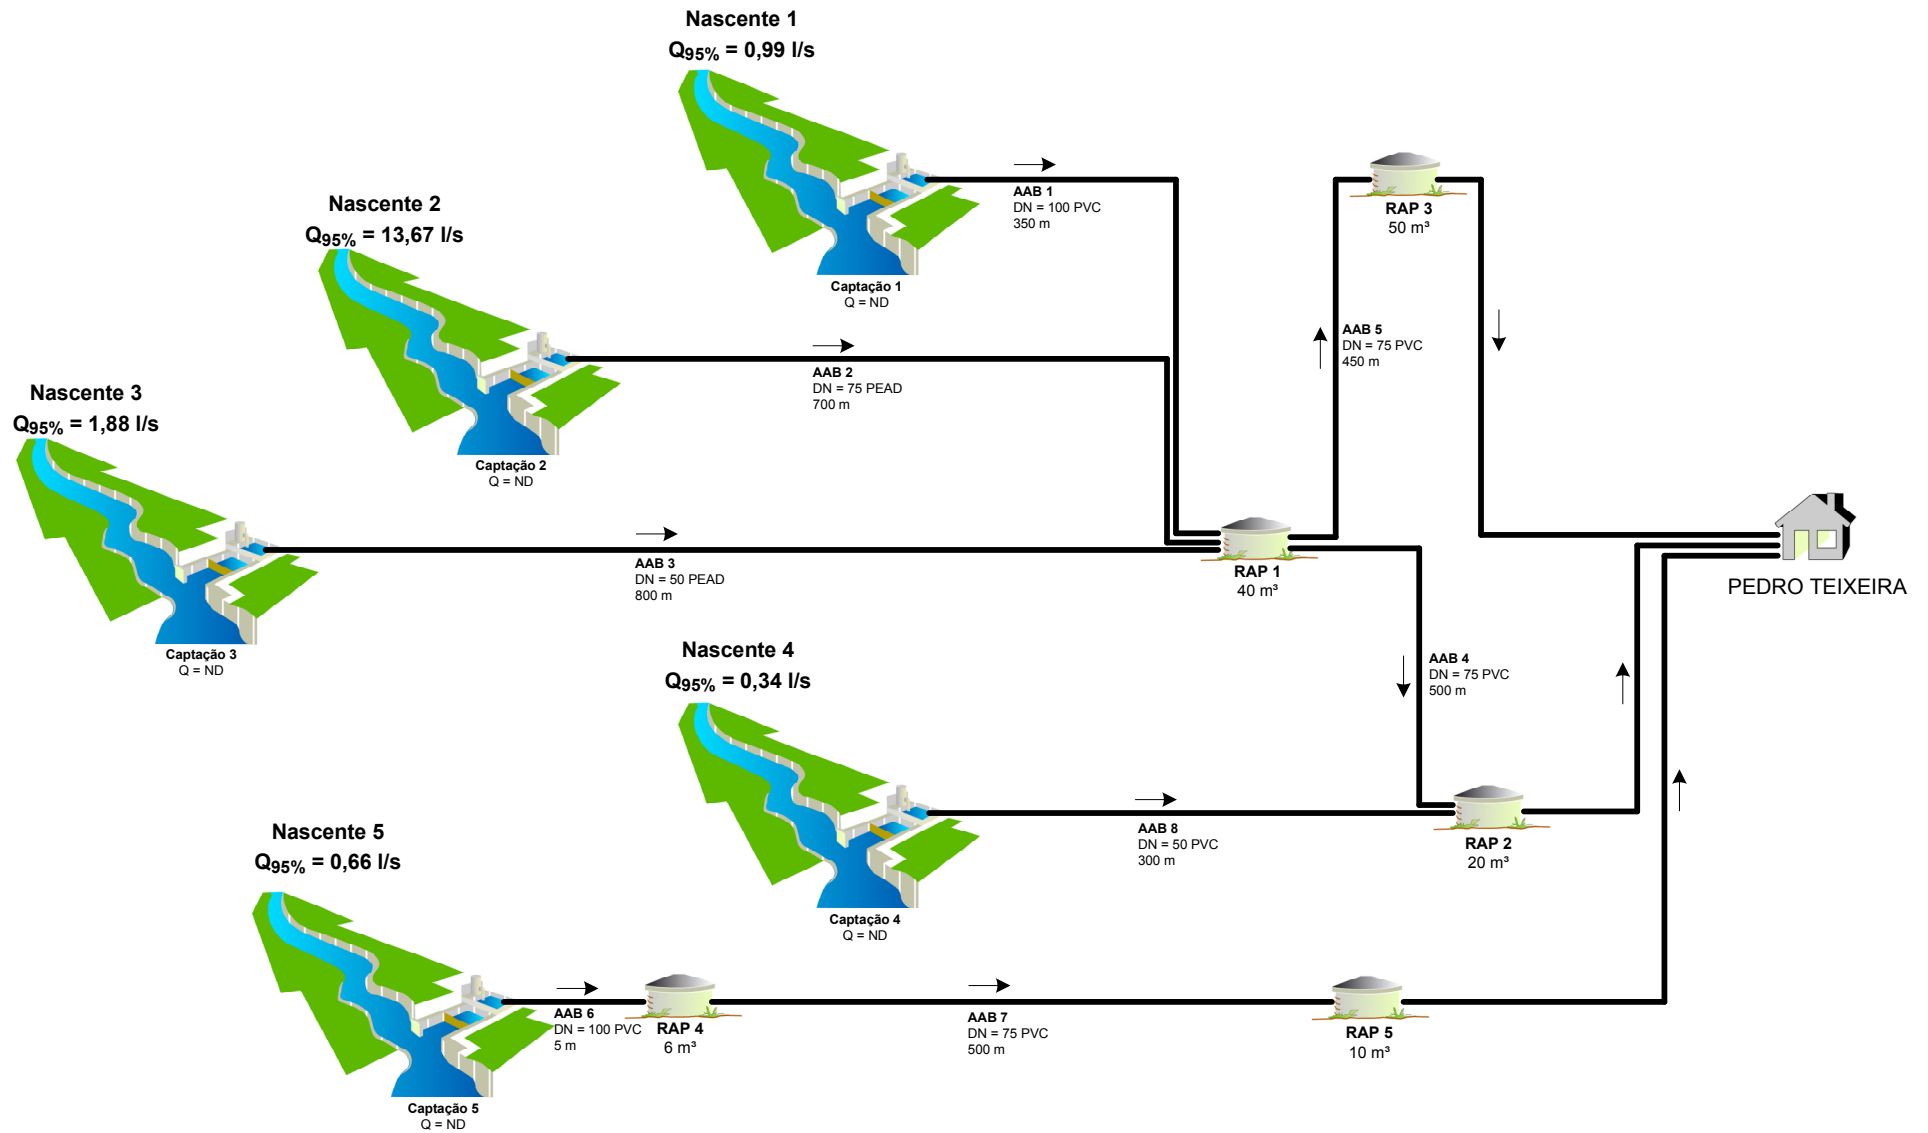 Nascente 1
Q95% = 0,99 l/s
Captação 1
Q = ND
AAB 1
DN = 100 PVC
350 m
RAP 3
50 m³
Nascente 2
Q95% = 13,67 l/s
Captação 2
Q = ND
AAB 2
DN = 75 PEAD
700 m
AAB 5
DN = 75 PVC
450 m
Nascente 3
Q95% = 1,88 l/s
Captação 3
Q = ND
AAB 3
DN = 50 PEAD
800 m
RAP 1
40 m³
PEDRO TEIXEIRA
Nascente 4
Q95% = 0,34 l/s
Captação 4
Q = ND
AAB 4
DN = 75 PVC
500 m
AAB 8
DN = 50 PVC
300 m
RAP 2
20 m³
Nascente 5
Q95% = 0,66 l/s
Captação 5
Q = ND
AAB 6
DN = 100 PVC
5 m
RAP 4
6 m³
AAB 7
DN = 75 PVC
500 m
RAP 5
10 m³